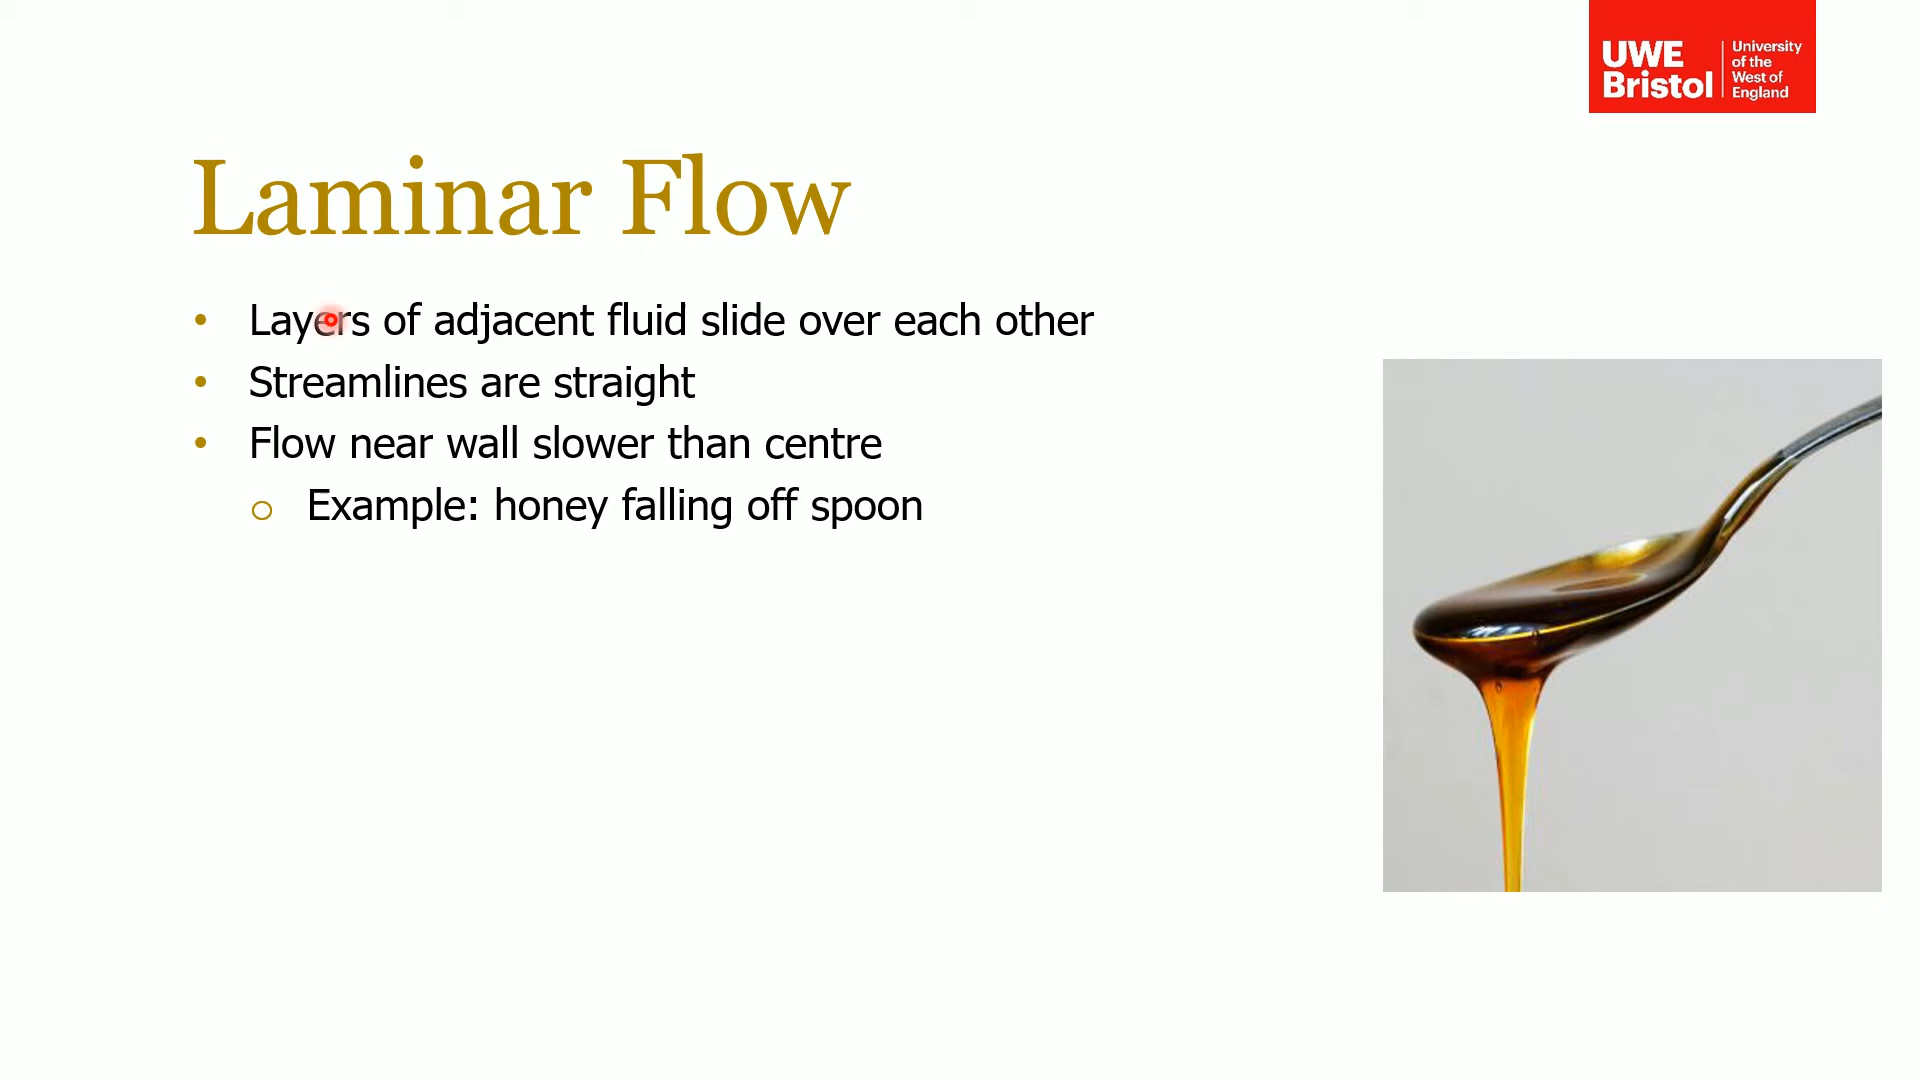 UWE Bristol
University of the West of England
Laminar Flow
• Layers of adjacent fluid slide over each other
• Streamlines are straight
• Flow near wall slower than centre
o Example: honey falling off spoon